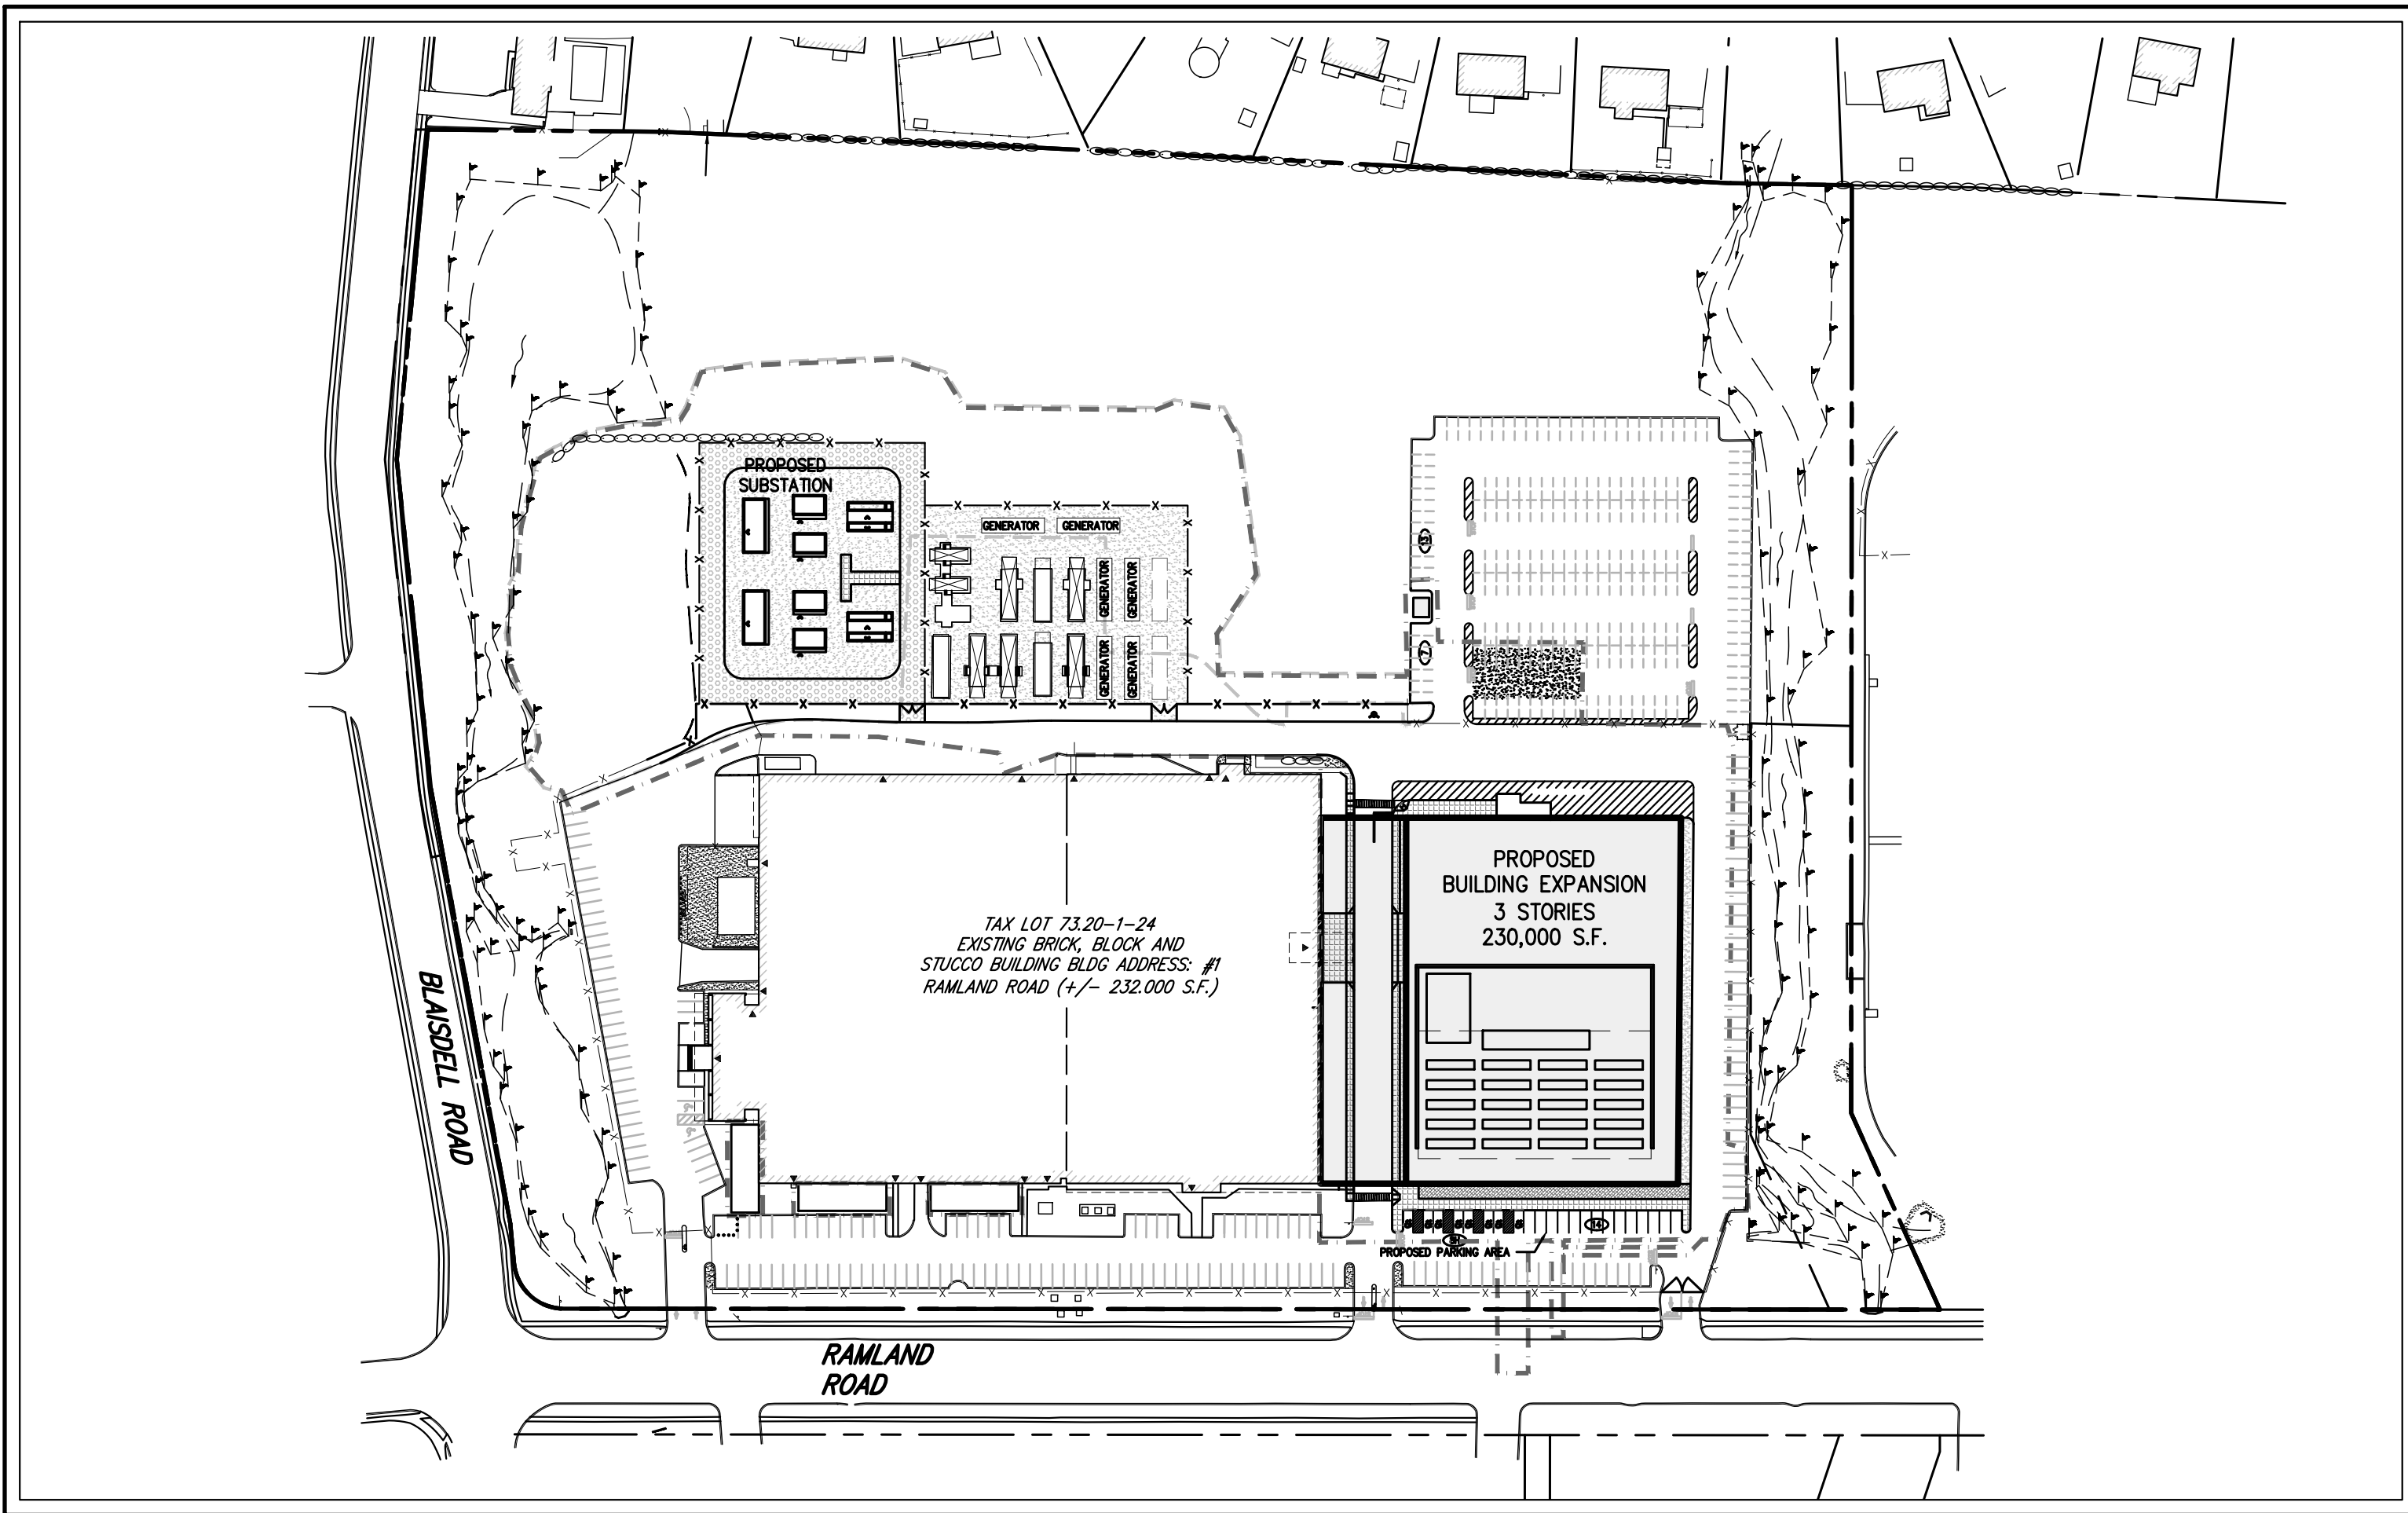 PROPOSED
SUBSTATION
GENERATOR
GENERATOR
GENERATOR
GENERATOR
GENERATOR
GENERATOR
7
PROPOSED
BUILDING EXPANSION
3 STORIES
230,000 S.F.
TAX LOT 73.20-1-24
EXISTING BRICK, BLOCK AND
STUCCO BUILDING BLDG ADDRESS: #1
RAMLAND ROAD (+/- 232.000 S.F.)
BLAISDELL ROAD
14
PROPOSED PARKING AREA
RAMLAND
ROAD